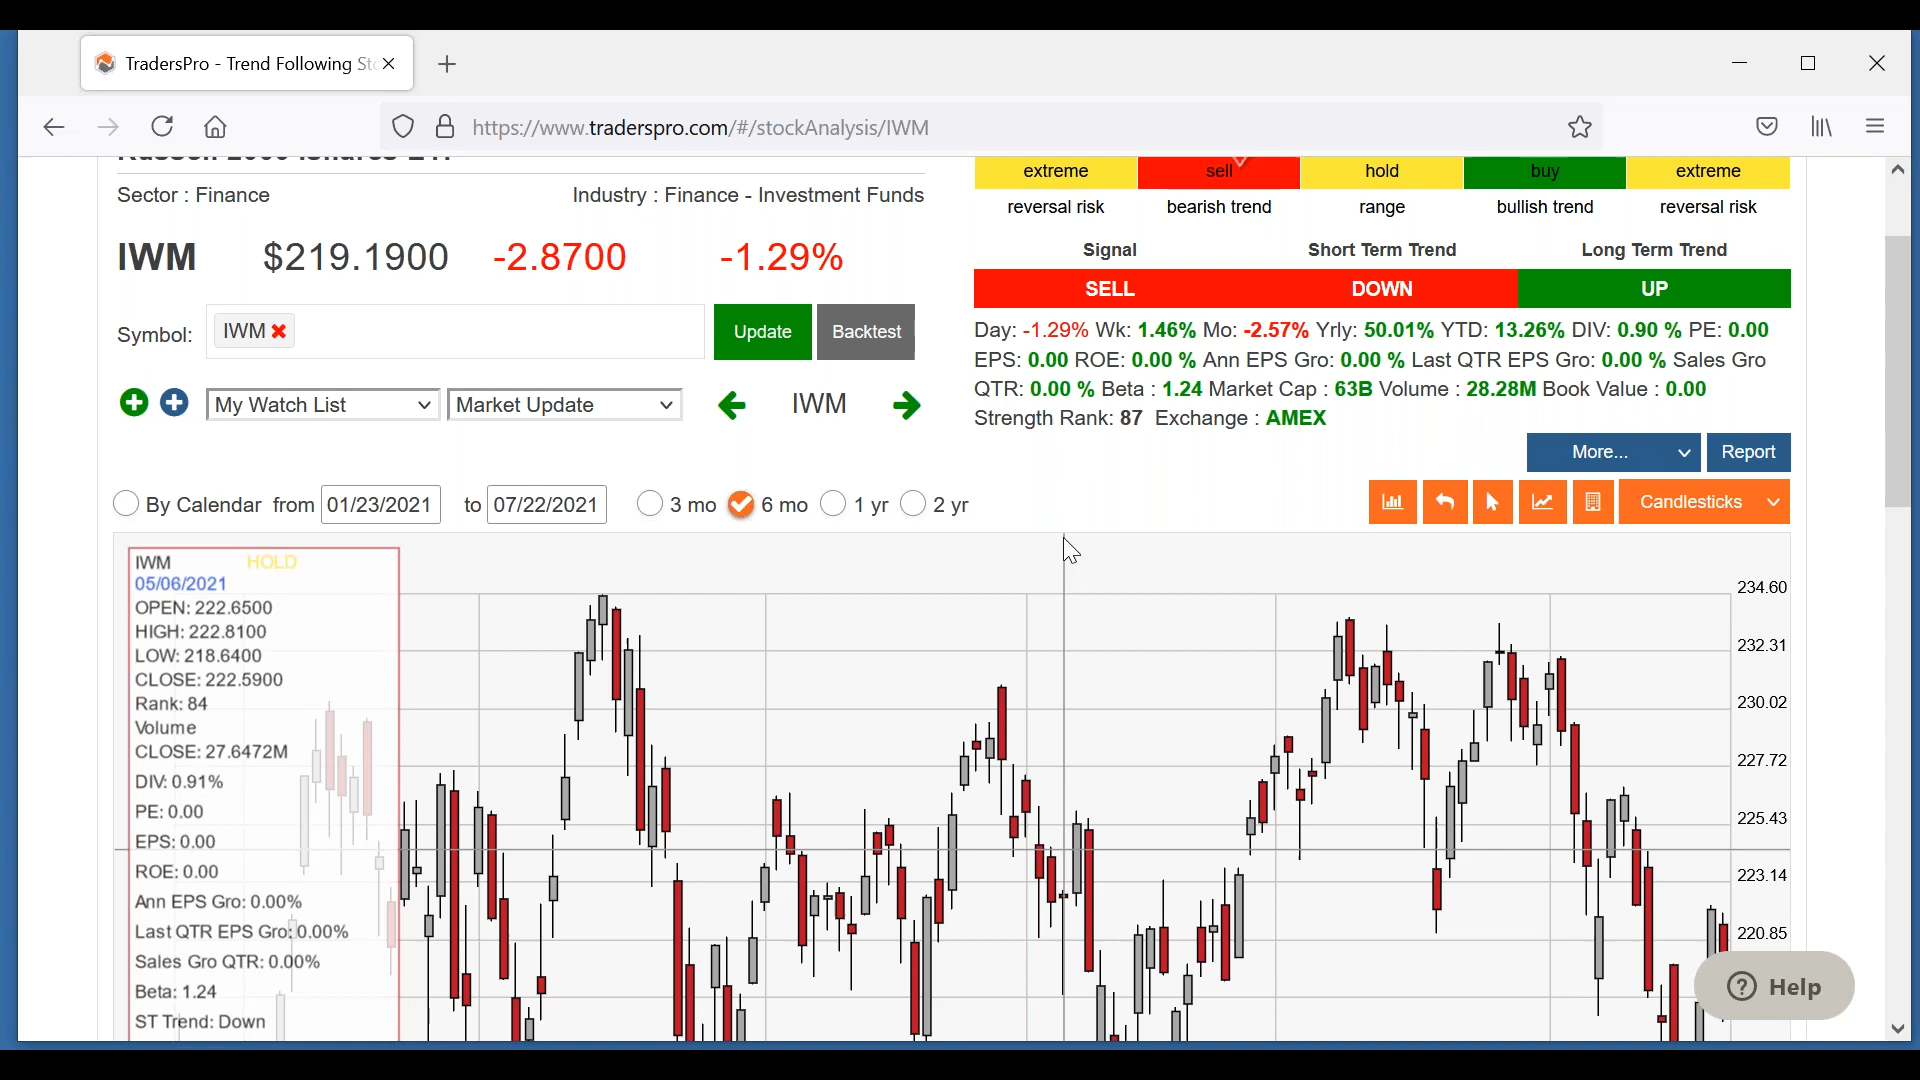 TradersPro - Trend Following Sto
https://www.traderspro.com/#/stockAnalysis/IWM
Sector : Finance
Industry : Finance - Investment Funds
IWM $219.1900 -2.8700 -1.29%
Symbol: IWM
Update
Backtest
My Watch List
Market Update
IWM
extreme sell hold buy extreme
reversal risk bearish trend range bullish trend reversal risk
Signal Short Term Trend Long Term Trend
SELL DOWN UP
Day: -1.29% Wk: 1.46% Mo: -2.57% Yrly: 50.01% YTD: 13.26% DIV: 0.90 % PE: 0.00
EPS: 0.00 ROE: 0.00 % Ann EPS Gro: 0.00 % Last QTR EPS Gro: 0.00 % Sales Gro
QTR: 0.00 % Beta : 1.24 Market Cap : 63B Volume : 28.28M Book Value : 0.00
Strength Rank: 87 Exchange : AMEX
More...
Report
By Calendar from 01/23/2021 to 07/22/2021 3 mo 6 mo 1 yr 2 yr
Candlesticks
IWM HOLD
05/06/2021
OPEN: 222.6500
HIGH: 222.8100
LOW: 218.6400
CLOSE: 222.5900
Rank: 84
Volume
CLOSE: 27.6472M
DIV: 0.91%
PE: 0.00
EPS: 0.00
ROE: 0.00
Ann EPS Gro: 0.00%
Last QTR EPS Gro: 0.00%
Sales Gro QTR: 0.00%
Beta: 1.24
ST Trend: Down
234.60
232.31
230.02
227.72
225.43
223.14
220.85
Help